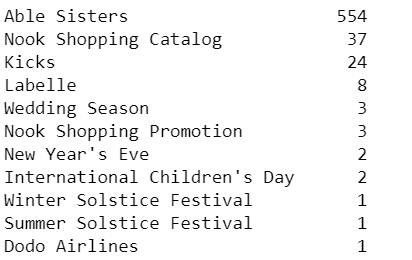 Able Sisters 554
Nook Shopping Catalog 37
Kicks 24
Labelle 8
Wedding Season 3
Nook Shopping Promotion 3
New Year's Eve 2
International Children's Day 2
Winter Solstice Festival 1
Summer Solstice Festival 1
Dodo Airlines 1